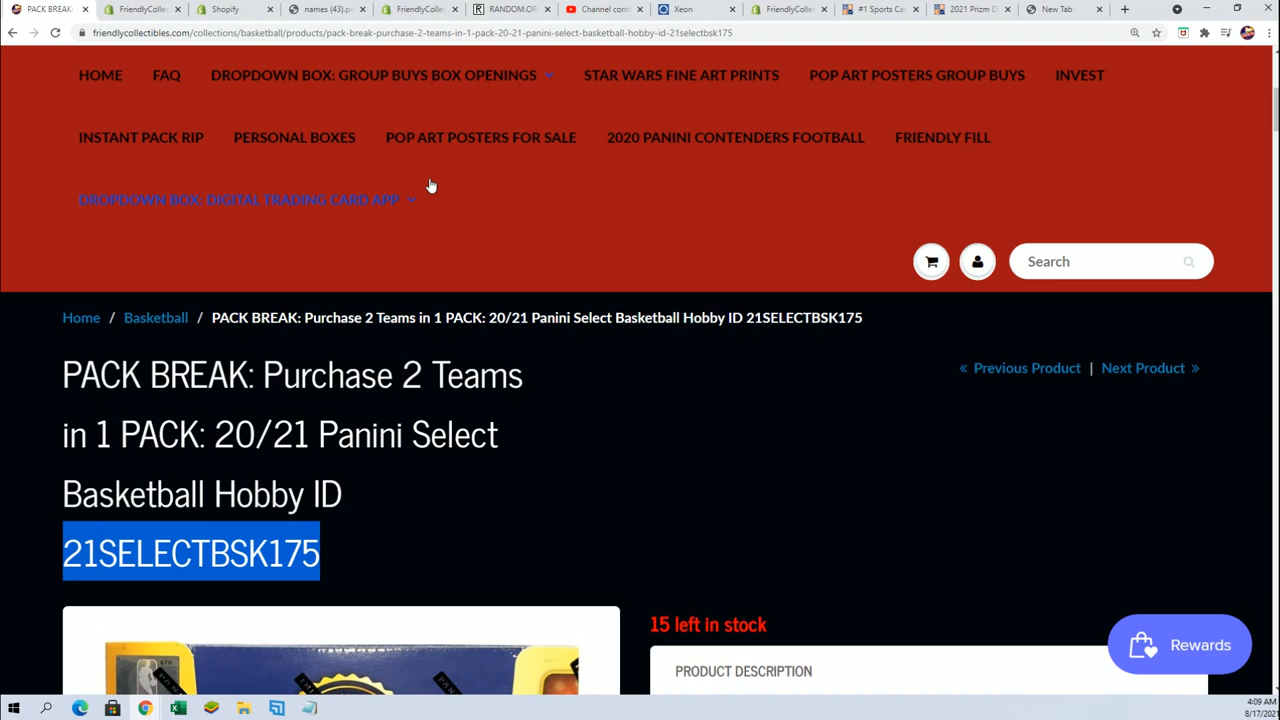 PACK BREAK:
FriendlyCollec
Shopify
names (43).pd
FriendlyCollec
RANDOM.OR
Channel cont
Xeon
FriendlyCollec
#1 Sports Car
2021 Prizm D
New Tab
friendlycollectibles.com/collections/basketball/products/pack-break-purchase-2-teams-in-1-pack-20-21-panini-select-basketball-hobby-id-21selectbsk175
HOME FAQ DROPDOWN BOX: GROUP BUYS BOX OPENINGS STAR WARS FINE ART PRINTS POP ART POSTERS GROUP BUYS INVEST
INSTANT PACK RIP PERSONAL BOXES POP ART POSTERS FOR SALE 2020 PANINI CONTENDERS FOOTBALL FRIENDLY FILL
DROPDOWN BOX: DIGITAL TRADING CARD APP
Search
Home / Basketball / PACK BREAK: Purchase 2 Teams in 1 PACK: 20/21 Panini Select Basketball Hobby ID 21SELECTBSK175
PACK BREAK: Purchase 2 Teams
in 1 PACK: 20/21 Panini Select
Basketball Hobby ID
21SELECTBSK175
« Previous Product | Next Product »
15 left in stock
PRODUCT DESCRIPTION
Rewards
4:09 AM
8/17/2021